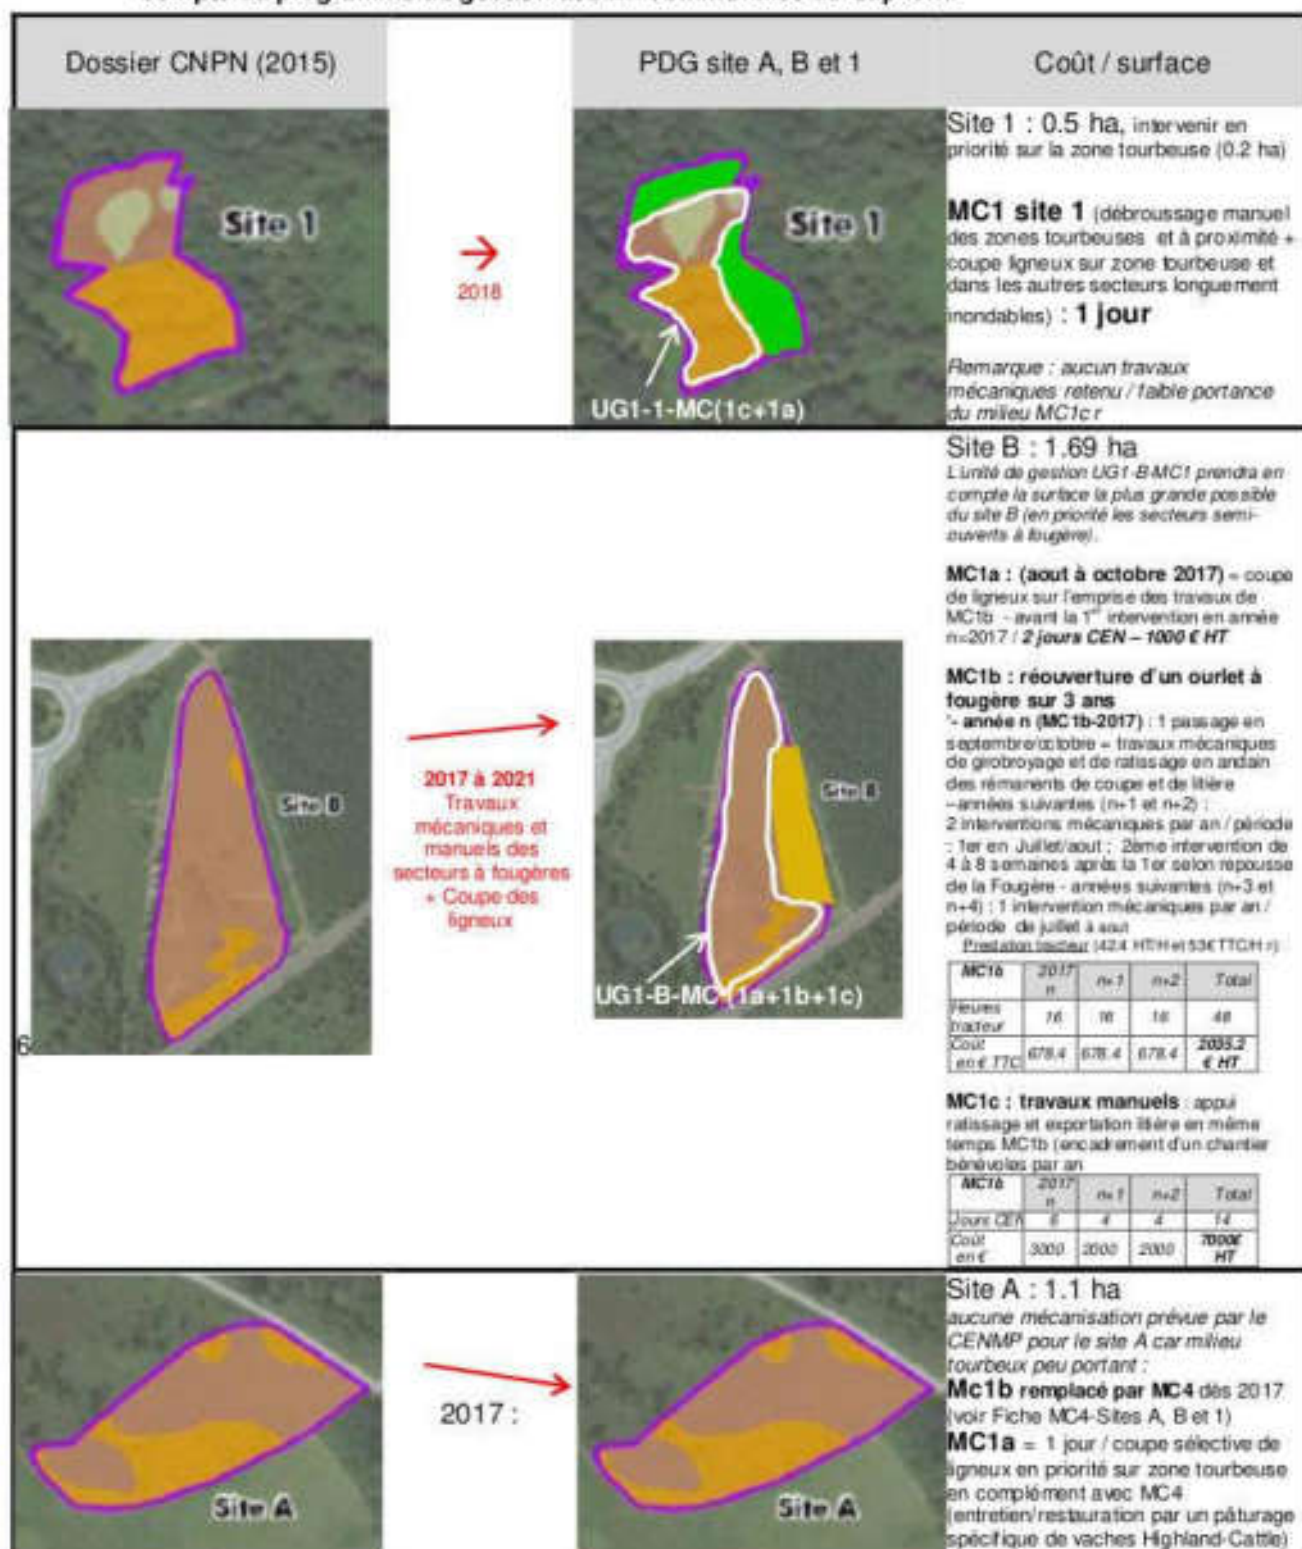 Dossier CNPN (2015)
PDG site A, B et 1
Coût / surface
Site 1
2018
Site 1
UG1-1-MC(1c+1a)
Site 1 : 0.5 ha, intervenir en
priorité sur la zone tourbeuse (0.2 ha)
MC1 site 1 (débroussage manuel
des zones tourbeuses et à proximité +
coupe ligneux sur zone tourbeuse et
dans les autres secteurs longuement
inondables) : 1 jour
Remarque : aucun travaux
mécaniques retenu / faible portance
du milieu MC1c r
Site B
2017 à 2021
Travaux
mécaniques et
manuels des
secteurs à fougères
+ Coupe des
ligneux
Site B
UG1-B-MC (1a+1b+1c)
6
Site B : 1.69 ha
L'unité de gestion UG1-B-MC1 prendra en
compte la surface la plus grande possible
du site B (en priorité les secteurs semi-
ouverts à fougère).
MC1a : (aout à octobre 2017) = coupe
de ligneux sur l'emprise des travaux de
MC1b - avant la 1er intervention en année
n=2017 / 2 jours CEN – 1000 € HT
MC1b : réouverture d'un ourlet à
fougère sur 3 ans
'- année n (MC1b-2017) : 1 passage en
septembre/octobre = travaux mécaniques
de girobroyage et de ratissage en andain
des rémanents de coupe et de litière
–années suivantes (n+1 et n+2) :
2 interventions mécaniques par an / période
: 1er en Juillet/aout ; 2ème intervention de
4 à 8 semaines après la 1er selon repousse
de la Fougère - années suivantes (n+3 et
n+4) : 1 intervention mécaniques par an /
période de juillet à aout
Prestation tracteur (42.4 HT/H et 53€ TTC/H
MC1b 2017 n n+1 n+2 Total
Heures tracteur 16 16 16 48
Coût en € TTC 678.4 678.4 678.4 2035.2 € HT
MC1c : travaux manuels : appui
ratissage et exportation litière en même
temps MC1b (encadrement d'un chantier
bénévoles par an
MC1b 2017 n n+1 n+2 Total
Jours CEN 6 4 4 14
Coût en € 3000 2000 2000 7000€ HT
Site A
2017 :
Site A
Site A : 1.1 ha
aucune mécanisation prévue par le
CENMP pour le site A car milieu
tourbeux peu portant :
Mc1b remplacé par MC4 dès 2017
(voir Fiche MC4-Sites A, B et 1)
MC1a = 1 jour / coupe sélective de
ligneux en priorité sur zone tourbeuse
en complément avec MC4
(entretien/restauration par un pâturage
spécifique de vaches Highland-Cattle)